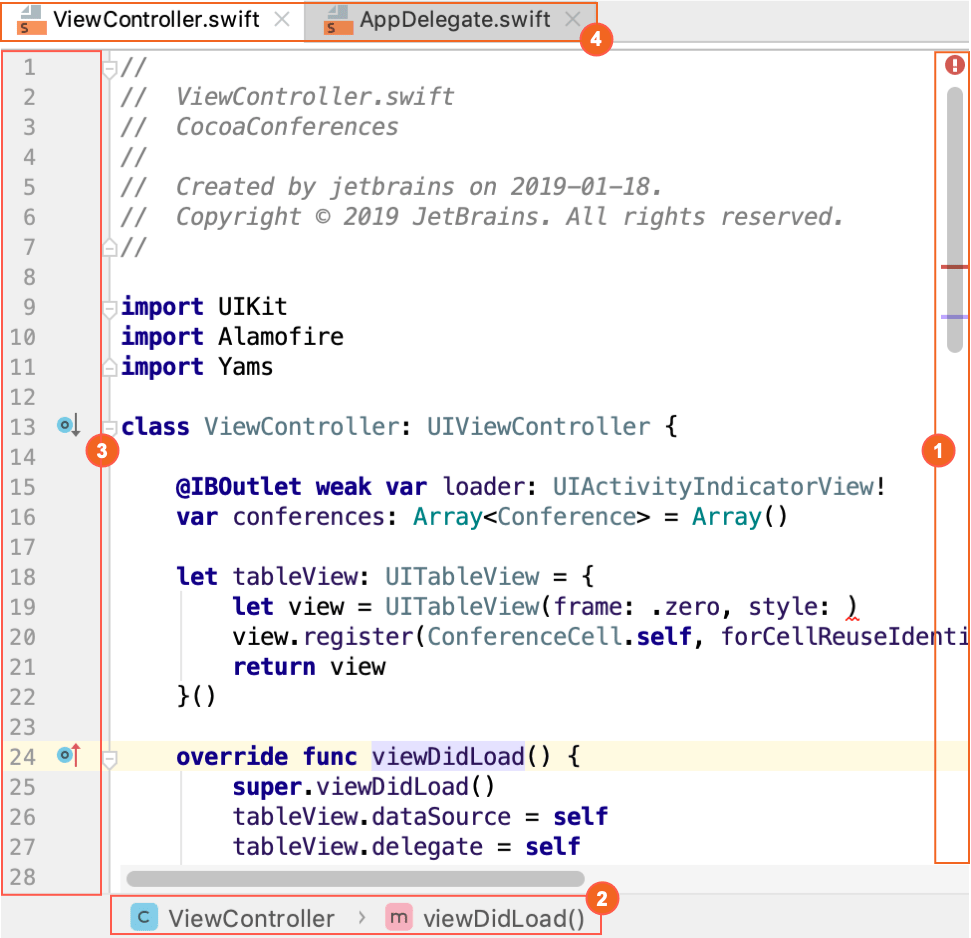 ViewController.swift AppDelegate.swift
4
1 //
2 // ViewController.swift
3 // CocoaConferences
4 //
5 // Created by jetbrains on 2019-01-18.
6 // Copyright © 2019 JetBrains. All rights reserved.
7 //
8
9 import UIKit
10 import Alamofire
11 import Yams
12
13 class ViewController: UIViewController {
3 1
14
15 @IBOutlet weak var loader: UIActivityIndicatorView!
16 var conferences: Array<Conference> = Array()
17
18 let tableView: UITableView = {
19 let view = UITableView(frame: .zero, style: )
20 view.register(ConferenceCell.self, forCellReuseIdenti
21 return view
22 }()
23
24 override func viewDidLoad() {
25 super.viewDidLoad()
26 tableView.dataSource = self
27 tableView.delegate = self
28
2
C ViewController > m viewDidLoad()